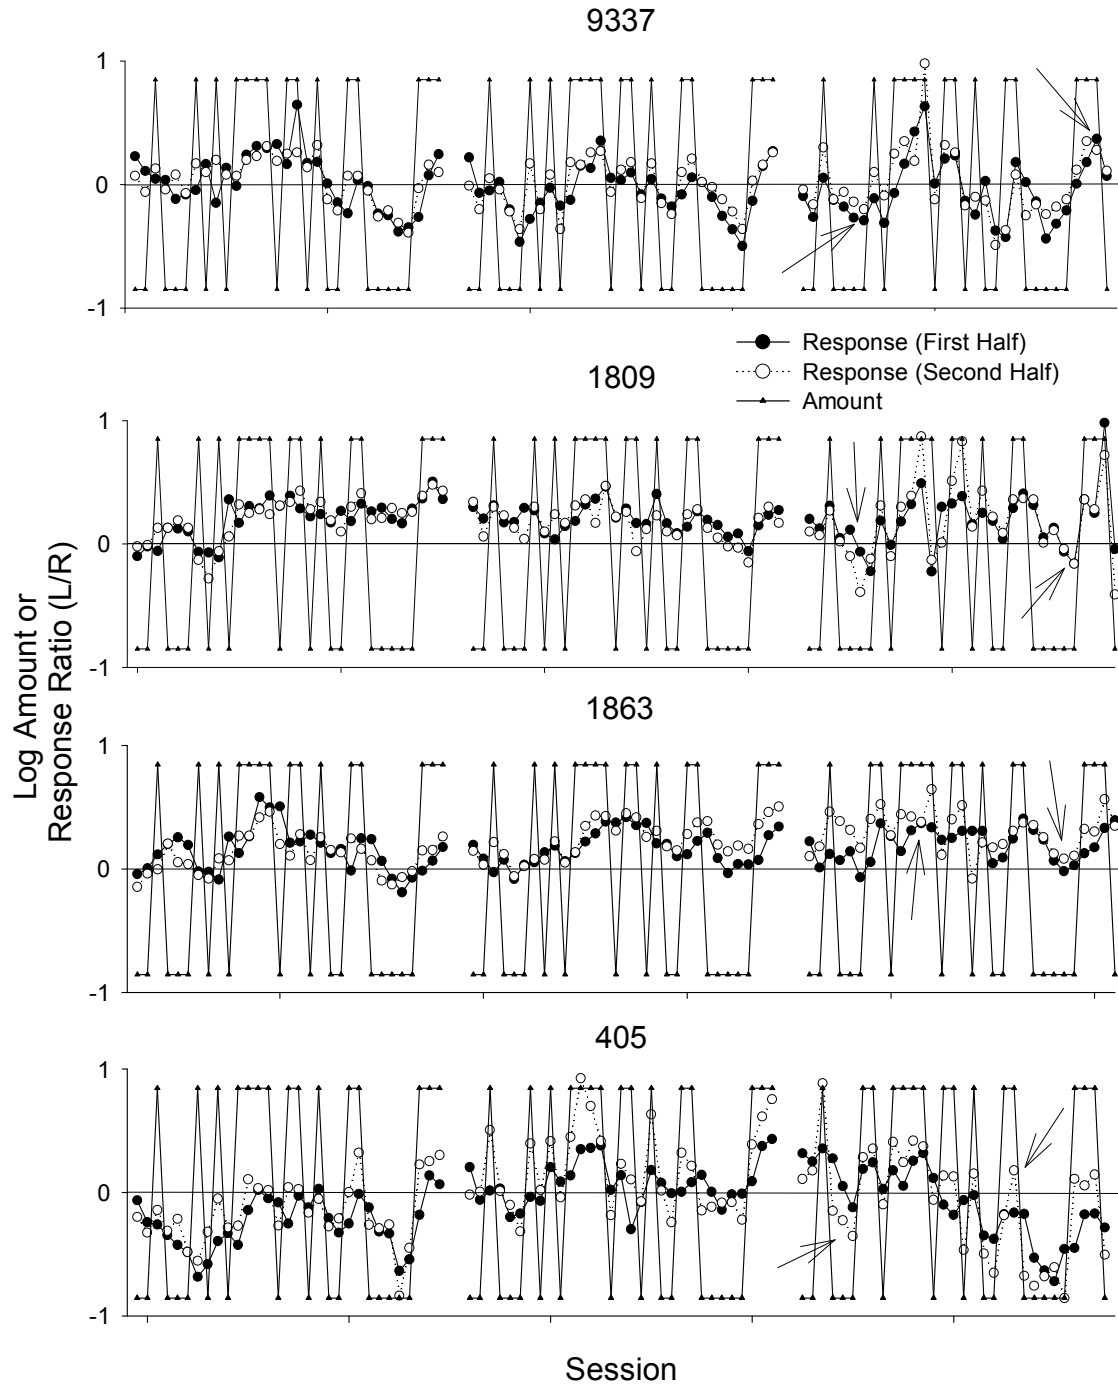 9337
1
0
-1
Response (First Half)
Response (Second Half)
Amount
1809
1
0
-1
1863
1
0
-1
405
1
0
-1
Log Amount or
Response Ratio (L/R)
Session